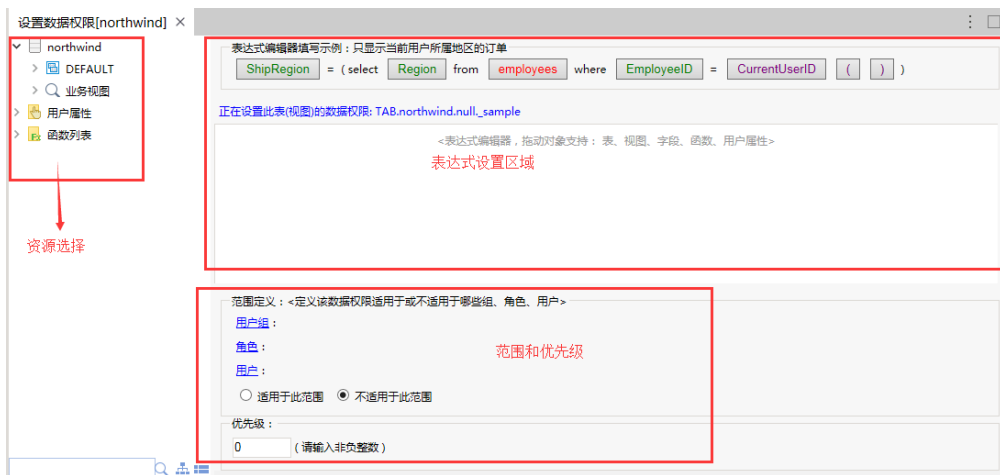 设置数据权限[northwind] ×
northwind
DEFAULT
业务视图
用户属性
函数列表
资源选择
表达式编辑器填写示例：只显示当前用户所属地区的订单
ShipRegion = ( select Region from employees where EmployeeID = CurrentUserID ( ) )
正在设置此表(视图)的数据权限: TAB.northwind.null._sample
<表达式编辑器，拖动对象支持： 表、视图、字段、函数、用户属性>
表达式设置区域
范围定义：<定义该数据权限适用于或不适用于哪些组、角色、用户>
用户组：
角色：
范围和优先级
用户：
适用于此范围 不适用于此范围
优先级：
0 ( 请输入非负整数 )